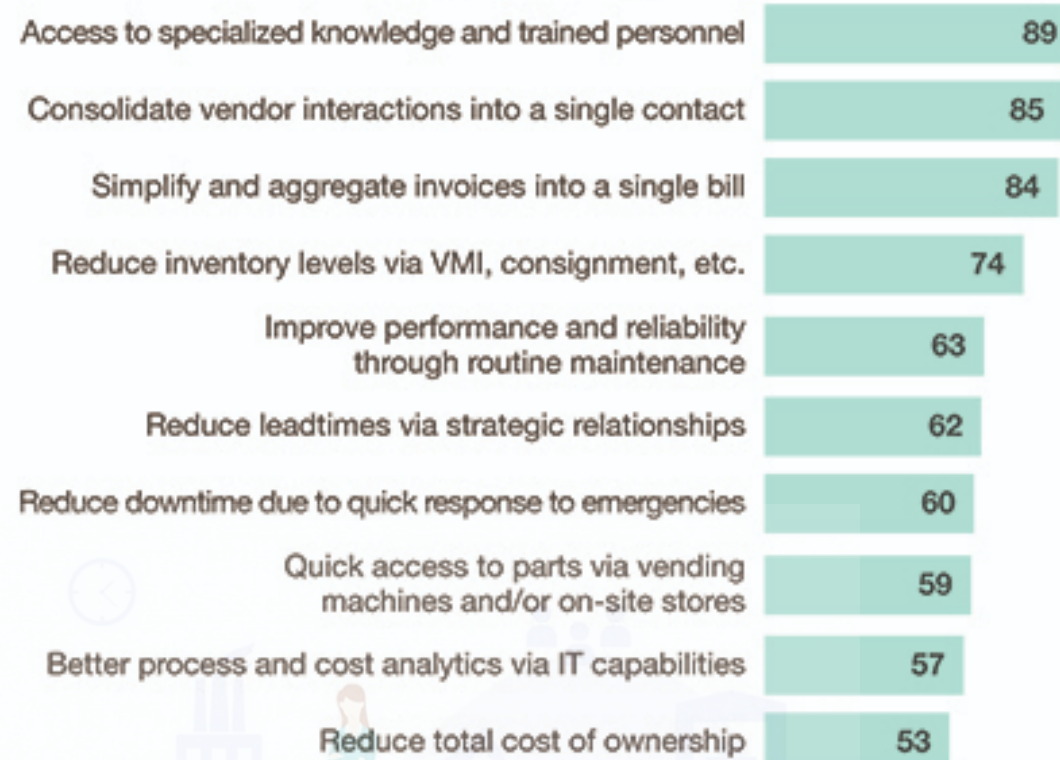 Access to specialized knowledge and trained personnel 89
Consolidate vendor interactions into a single contact 85
Simplify and aggregate invoices into a single bill 84
Reduce inventory levels via VMI, consignment, etc. 74
Improve performance and reliability
through routine maintenance 63
Reduce leadtimes via strategic relationships 62
Reduce downtime due to quick response to emergencies 60
Quick access to parts via vending
machines and/or on-site stores 59
Better process and cost analytics via IT capabilities 57
Reduce total cost of ownership 53